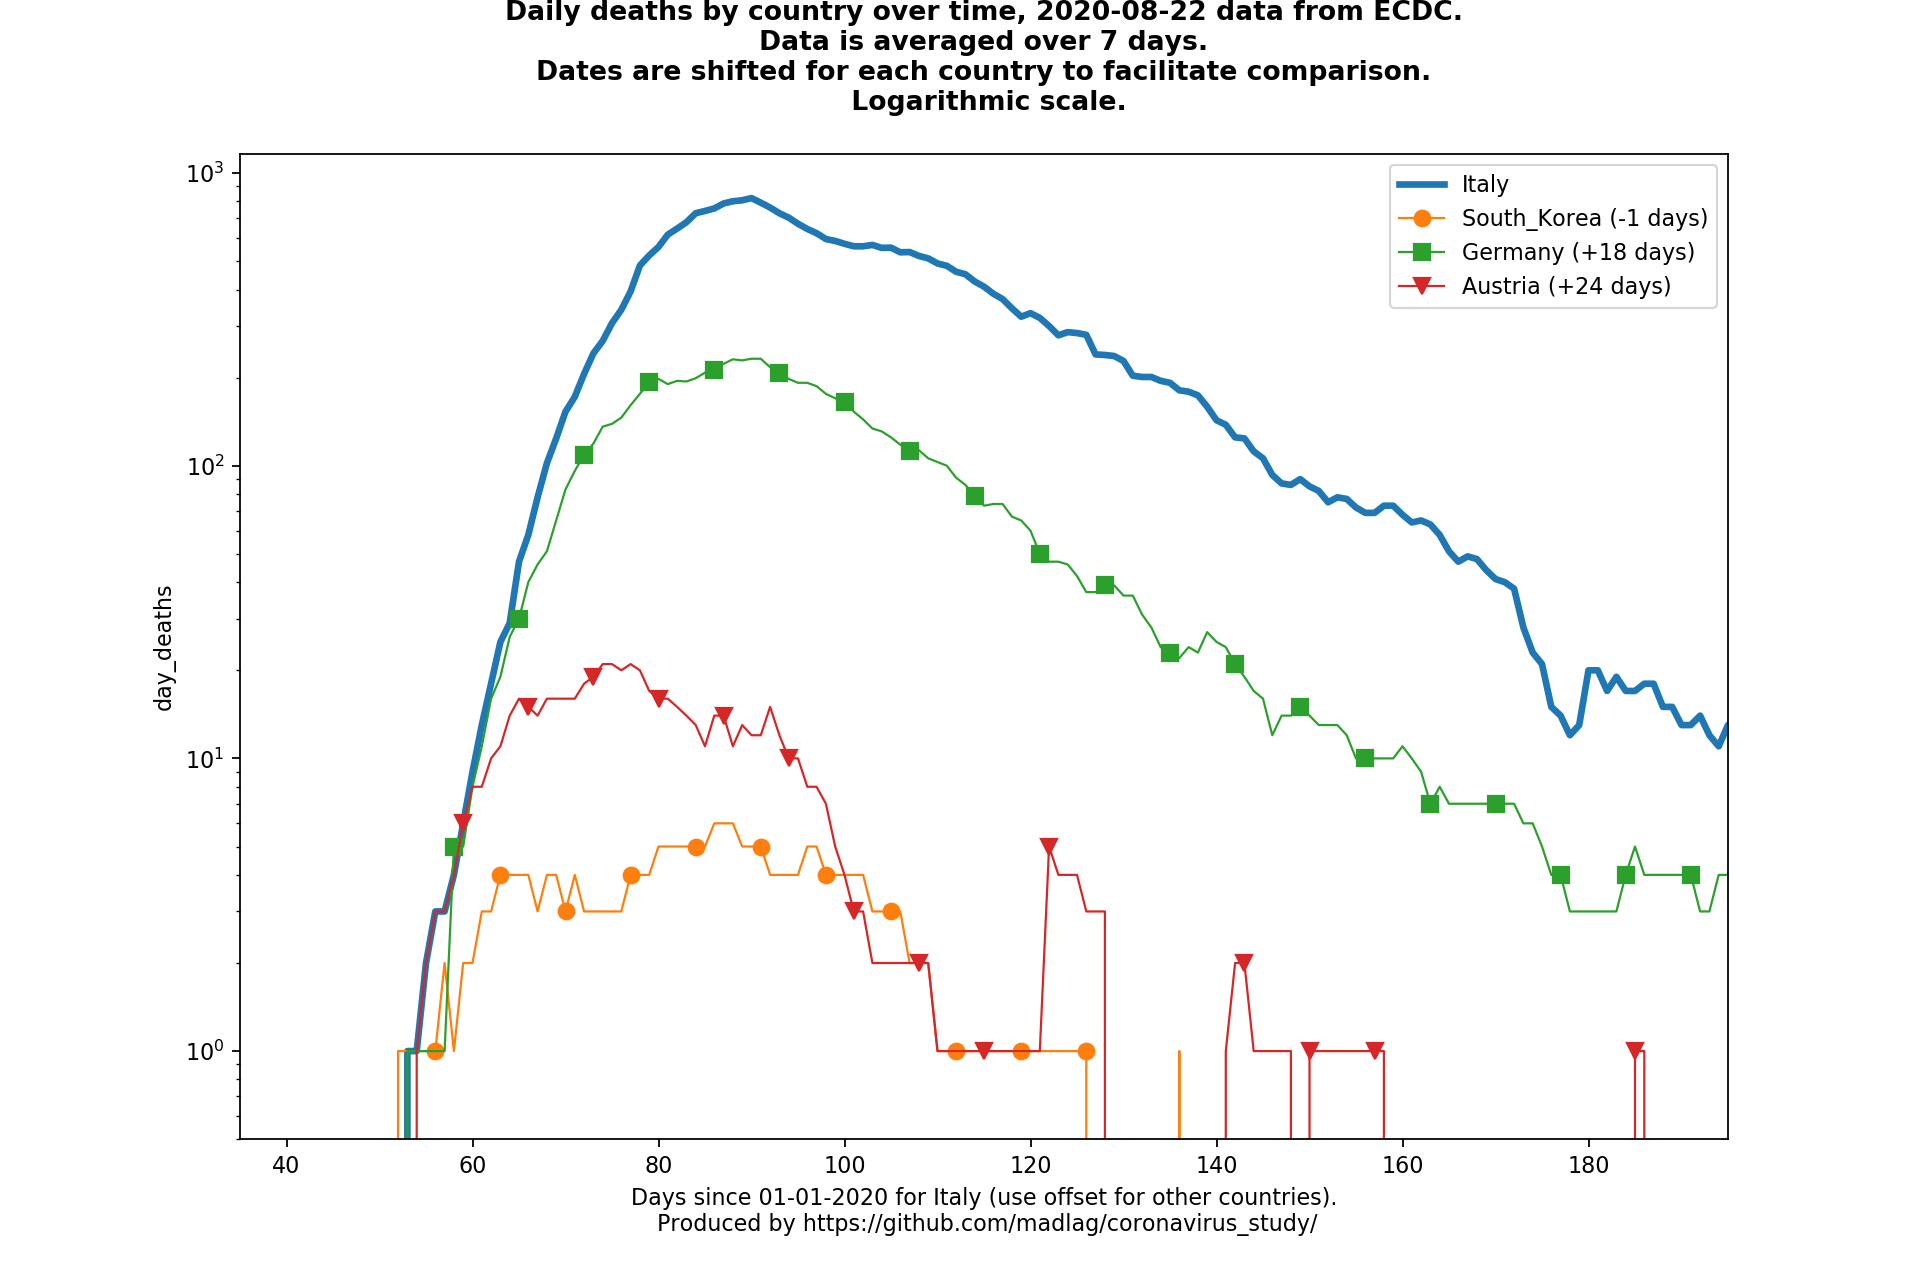 Daily deaths by country over time, 2020-08-22 data from ECDC.
Data is averaged over 7 days.
Dates are shifted for each country to facilitate comparison.
Logarithmic scale.
10³
10²
10¹
10⁰
day_deaths
Italy
South_Korea (-1 days)
Germany (+18 days)
Austria (+24 days)
40 60 80 100 120 140 160 180
Days since 01-01-2020 for Italy (use offset for other countries).
Produced by https://github.com/madlag/coronavirus_study/